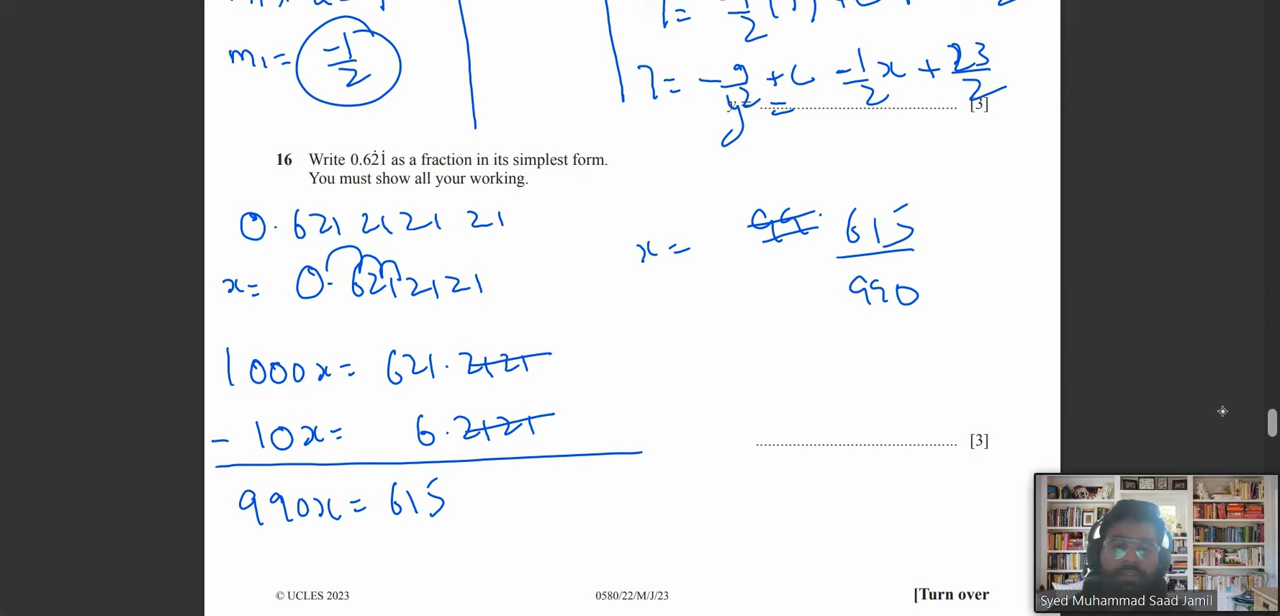 m₁ = -1/2
7 = -9/2 + c
y = -1/2 x + 23/2
[3]
16 Write 0.62̇1̇ as a fraction in its simplest form.
You must show all your working.
0.621 2121 21
x = 0.6212121
x = 615/990
1000x = 621.2121
- 10x = 6.2121
[3]
990x = 615
© UCLES 2023
0580/22/M/J/23
[Turn over
Syed Muhammad Saad Jamil